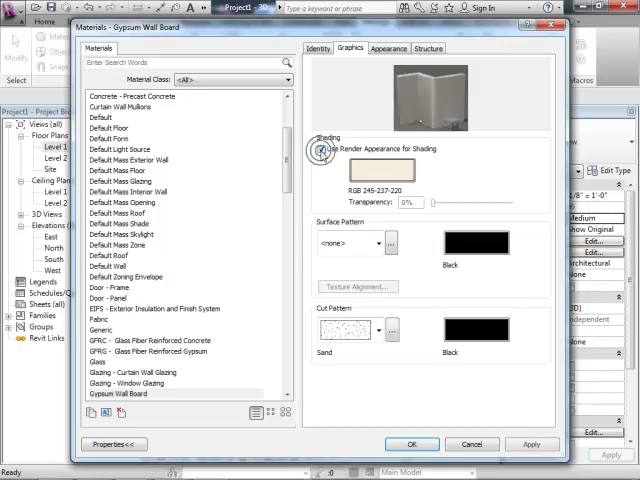 Project1 - 3D
Type a keyword or phrase
Sign In
Home
Materials - Gypsum Wall Board
Modify
Select
Macros
Materials
Identity
Graphics
Appearance
Structure
Enter Search Words
Material Class:
<All>
Concrete - Precast Concrete
Curtain Wall Mullions
Default
Default Floor
Default Form
Default Light Source
Default Mass Exterior Wall
Default Mass Floor
Default Mass Glazing
Default Mass Interior Wall
Default Mass Opening
Default Mass Roof
Default Mass Shade
Default Mass Skylight
Default Mass Zone
Default Roof
Default Wall
Default Zoning Envelope
Door - Frame
Door - Panel
EIFS - Exterior Insulation and Finish System
Fabric
Generic
GFRC - Glass Fiber Reinforced Concrete
GFRG - Glass Fiber Reinforced Gypsum
Glass
Glazing - Curtain Wall Glazing
Glazing - Window Glazing
Gypsum Wall Board
Properties<<
Shading
Use Render Appearance for Shading
RGB 245-237-220
Transparency:
0%
Surface Pattern
<none>
...
Black
Texture Alignment...
Cut Pattern
...
Sand
Black
OK
Cancel
Apply
Project1 - Project Bro
Views (all)
Floor Plans
Level 1
Level 2
Site
Ceiling Plans
Level 1
Level 2
3D Views
Elevations (
East
North
South
West
Legends
Schedules/Q
Sheets (all)
Families
Groups
Revit Links
Edit Type
1/8" = 1'-0"
Medium
Show Original
Edit...
Edit...
Architectural
None
Independent
None
Edit...
Apply
Ready
:0
Main Model